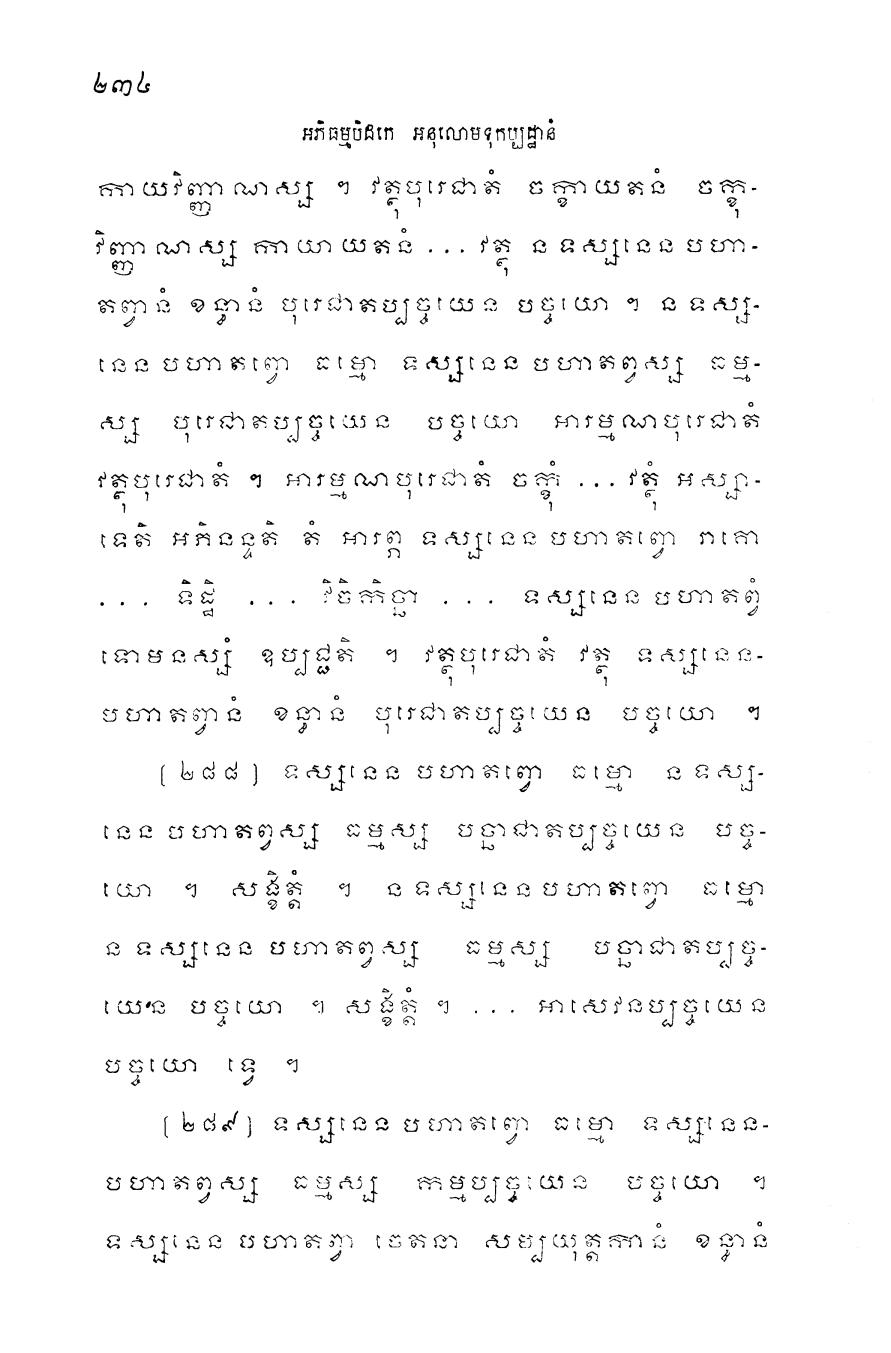 ២៣៤
អភិធម្មបិដកេ អនុលោមទុកប្បដ្ឋានំ
កាយវិញ្ញាណស្ស ។ វត្ថុបុរេជាតំ ចក្ខាយតនំ ចក្ខុ-
វិញ្ញាណស្ស កាយាយតនំ ... វត្ថុ ន ទស្សនេន បហា-
តព្វានំ ខន្ធានំ បុរេជាតប្បច្ចយេន បច្ចយោ ។ ន ទស្ស-
នេន បហាតព្វោ ធម្មោ ទស្សនេន បហាតព្វស្ស ធម្ម-
ស្ស បុរេជាតប្បច្ចយេន បច្ចយោ អារម្មណបុរេជាតំ
វត្ថុបុរេជាតំ ។ អារម្មណបុរេជាតំ ចក្ខុំ ... វត្ថុំ អស្សា-
ទេតិ អភិនន្ទតិ តំ អារព្ភ ទស្សនេន បហាតព្វោ រាគោ
... ទិដ្ឋិ ... វិចិកិច្ឆា ... ទស្សនេន បហាតព្វំ
ទោមនស្សំ ឧប្បជ្ជតិ ។ វត្ថុបុរេជាតំ វត្ថុ ទស្សនេន-
បហាតព្វានំ ខន្ធានំ បុរេជាតប្បច្ចយេន បច្ចយោ ។
[ ២៨៨ ] ទស្សនេន បហាតព្វោ ធម្មោ ន ទស្ស-
នេន បហាតព្វស្ស ធម្មស្ស បច្ឆាជាតប្បច្ចយេន បច្ច-
យោ ។ សង្ខិត្តំ ។ ន ទស្សនេន បហាតព្វោ ធម្មោ
ន ទស្សនេន បហាតព្វស្ស ធម្មស្ស បច្ឆាជាតប្បច្ច-
យេន បច្ចយោ ។ សង្ខិត្តំ ។ ... អាសេវនប្បច្ចយេន
បច្ចយោ ទ្វេ ។
[ ២៨៩ ] ទស្សនេន បហាតព្វោ ធម្មោ ទស្សនេន-
បហាតព្វស្ស ធម្មស្ស កម្មប្បច្ចយេន បច្ចយោ ។
ទស្សនេន បហាតព្វា ចេតនា សម្បយុត្តកានំ ខន្ធានំ